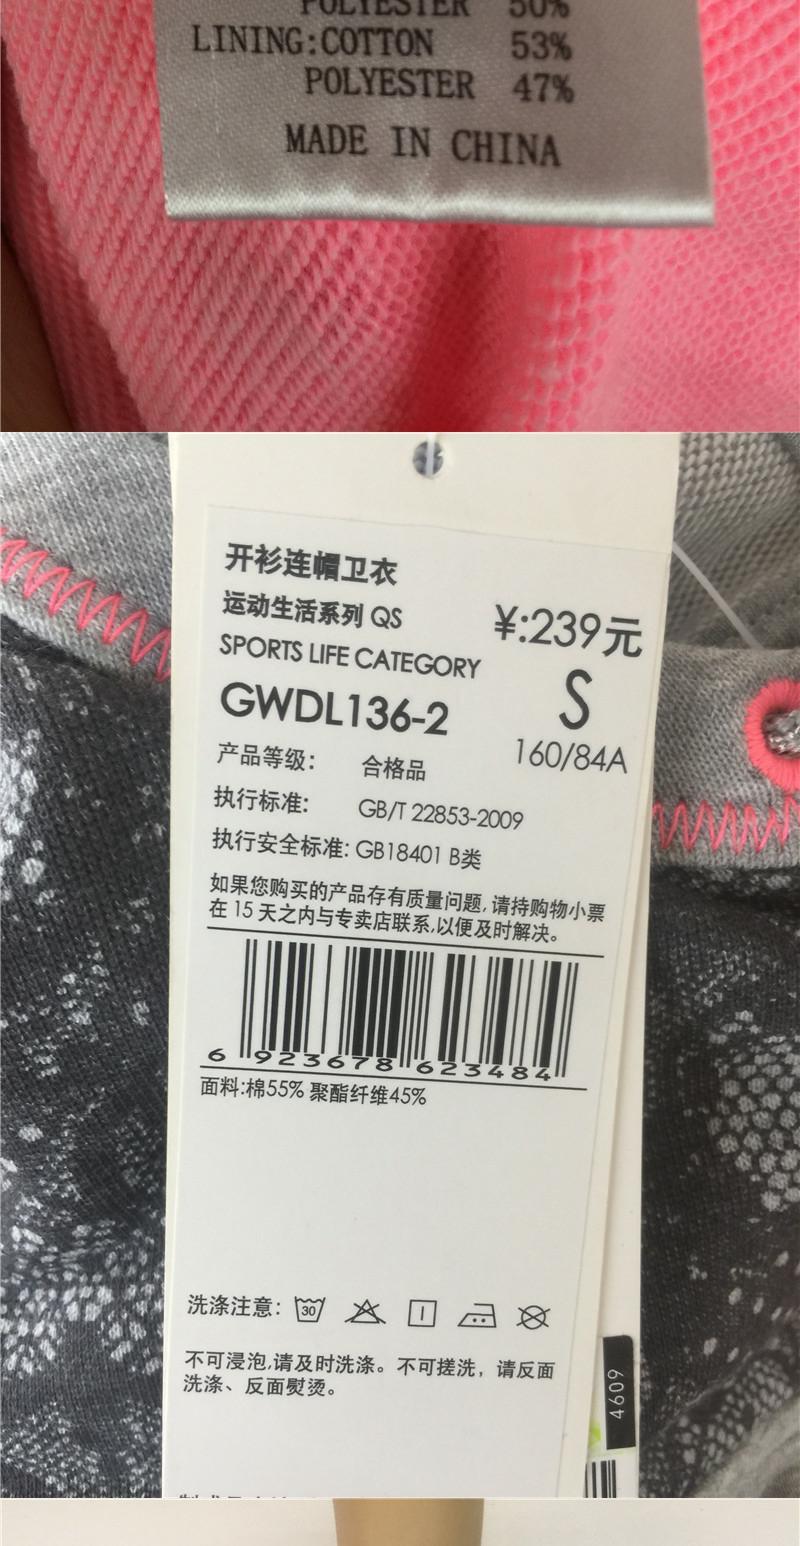 POLYESTER 50%
LINING:COTTON 53%
POLYESTER 47%
MADE IN CHINA
开衫连帽卫衣
运动生活系列 QS
¥:239元
SPORTS LIFE CATEGORY
S
GWDL136-2
160/84A
产品等级: 合格品
执行标准: GB/T 22853-2009
执行安全标准: GB18401 B类
如果您购买的产品存有质量问题,请持购物小票
在 15 天之内与专卖店联系,以便及时解决。
6 923678 623484
面料:棉55% 聚酯纤维45%
洗涤注意: 30
不可浸泡,请及时洗涤。不可搓洗，请反面
洗涤、反面熨烫。
4609